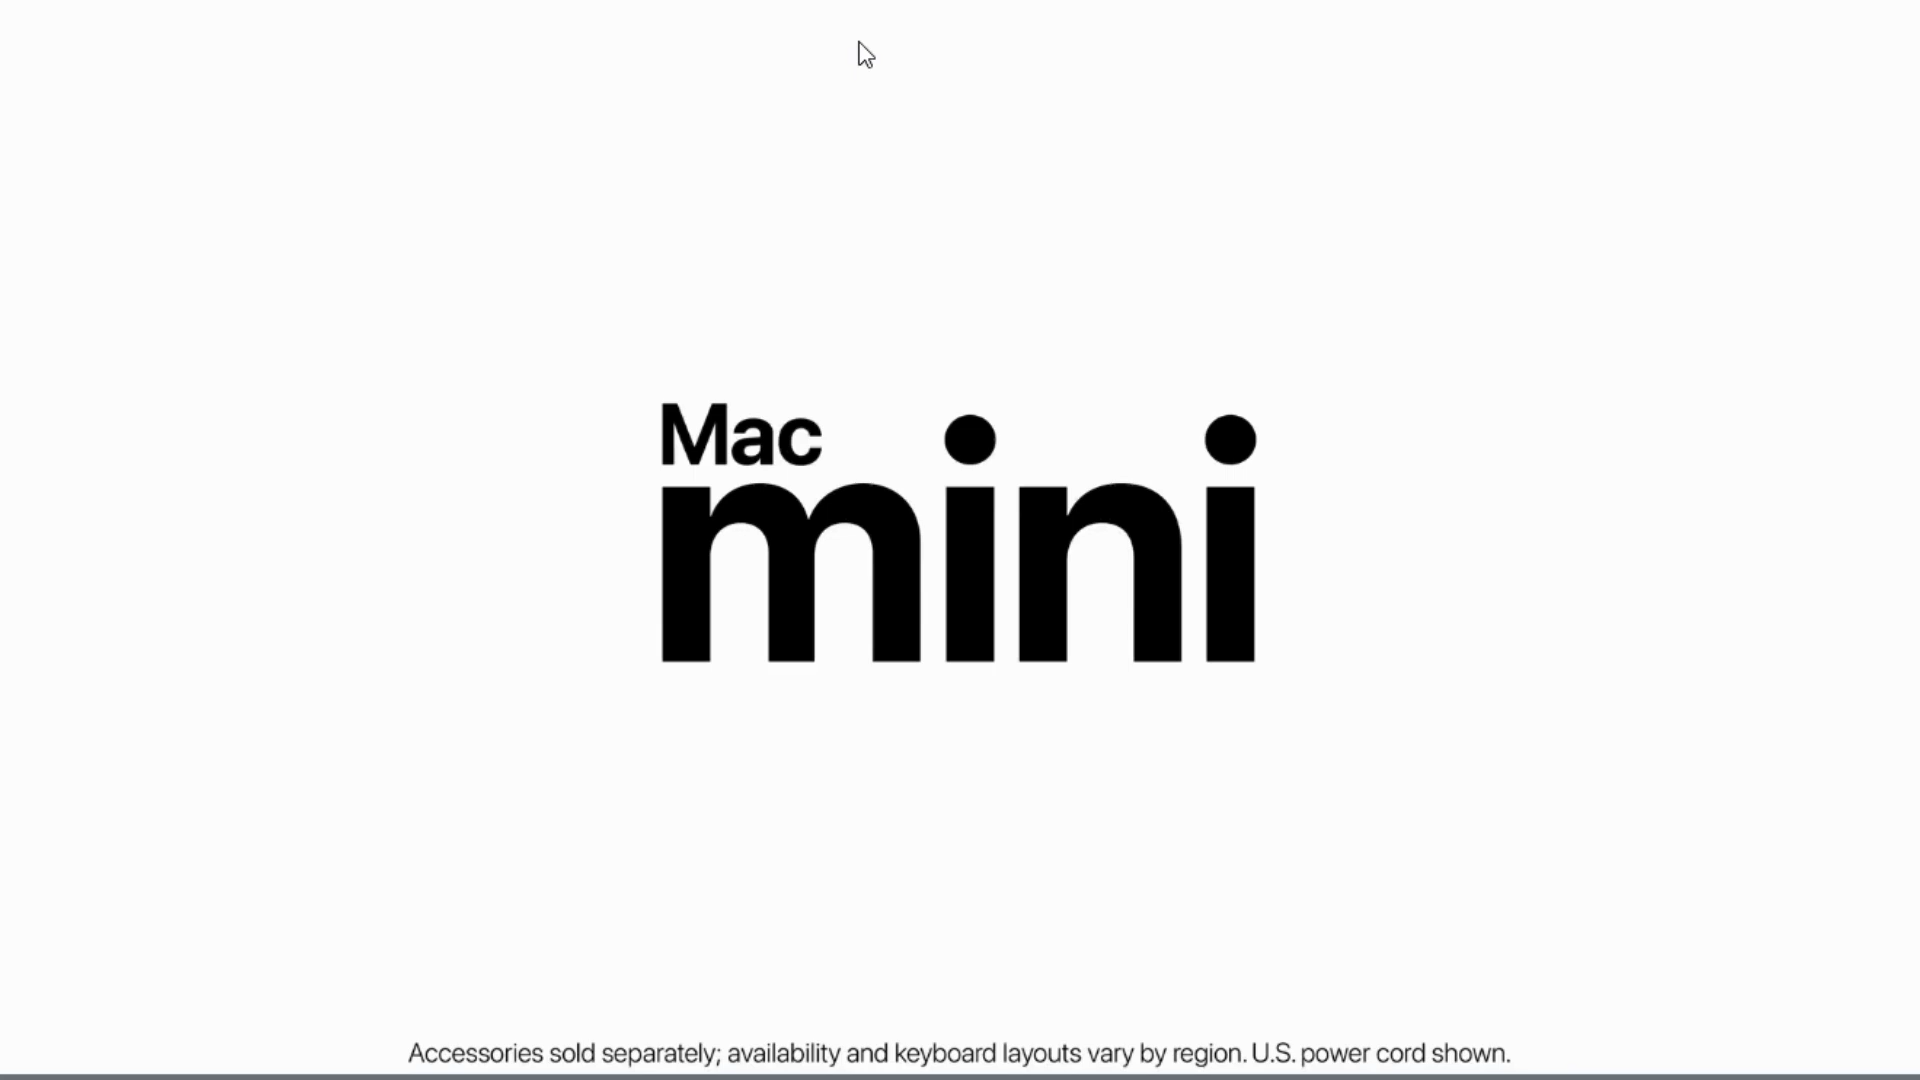 Mac
mini
Accessories sold separately; availability and keyboard layouts vary by region. U.S. power cord shown.